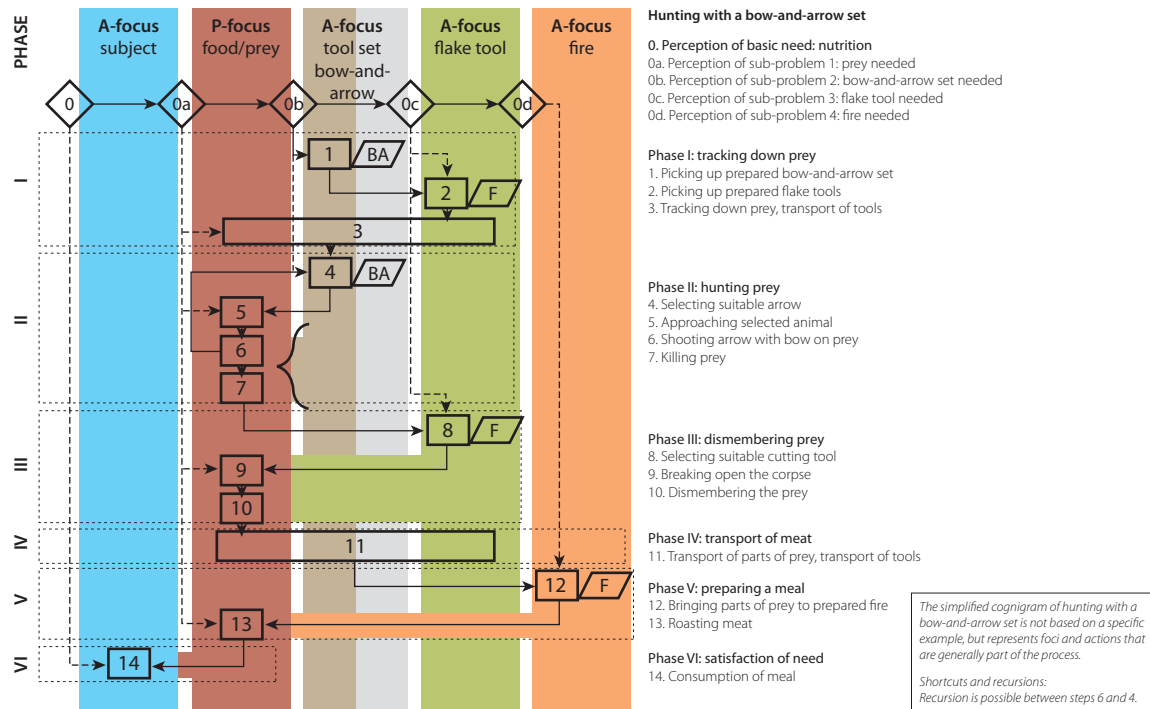 PHASE
A-focus
subject
P-focus
food/prey
A-focus
tool set
bow-and-
arrow
A-focus
flake tool
A-focus
fire
0
0a
0b
0c
0d
I
1
BA
2
F
3
II
4
BA
5
6
7
III
8
F
9
10
IV
11
V
12
F
13
VI
14
Hunting with a bow-and-arrow set
0. Perception of basic need: nutrition
0a. Perception of sub-problem 1: prey needed
0b. Perception of sub-problem 2: bow-and-arrow set needed
0c. Perception of sub-problem 3: flake tool needed
0d. Perception of sub-problem 4: fire needed
Phase I: tracking down prey
1. Picking up prepared bow-and-arrow set
2. Picking up prepared flake tools
3. Tracking down prey, transport of tools
Phase II: hunting prey
4. Selecting suitable arrow
5. Approaching selected animal
6. Shooting arrow with bow on prey
7. Killing prey
Phase III: dismembering prey
8. Selecting suitable cutting tool
9. Breaking open the corpse
10. Dismembering the prey
Phase IV: transport of meat
11. Transport of parts of prey, transport of tools
Phase V: preparing a meal
12. Bringing parts of prey to prepared fire
13. Roasting meat
Phase VI: satisfaction of need
14. Consumption of meal
The simplified cognigram of hunting with a
bow-and-arrow set is not based on a specific
example, but represents foci and actions that
are generally part of the process.
Shortcuts and recursions:
Recursion is possible between steps 6 and 4.